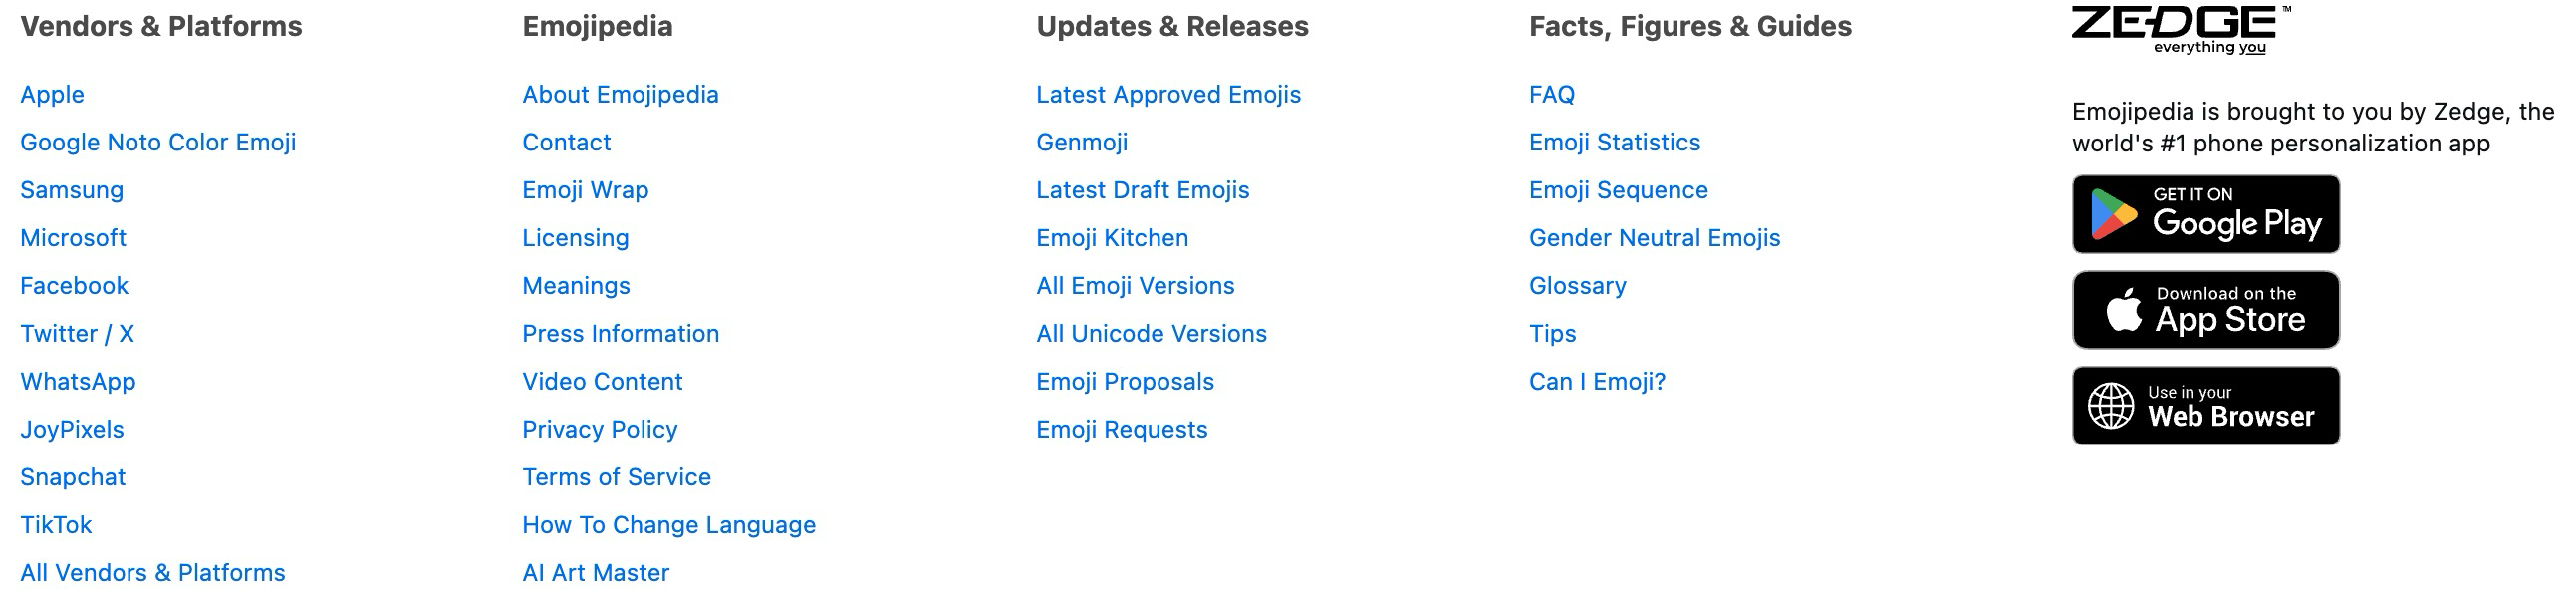 Vendors & Platforms
Apple
Google Noto Color Emoji
Samsung
Microsoft
Facebook
Twitter / X
WhatsApp
JoyPixels
Snapchat
TikTok
All Vendors & Platforms
Emojipedia
About Emojipedia
Contact
Emoji Wrap
Licensing
Meanings
Press Information
Video Content
Privacy Policy
Terms of Service
How To Change Language
AI Art Master
Updates & Releases
Latest Approved Emojis
Genmoji
Latest Draft Emojis
Emoji Kitchen
All Emoji Versions
All Unicode Versions
Emoji Proposals
Emoji Requests
Facts, Figures & Guides
FAQ
Emoji Statistics
Emoji Sequence
Gender Neutral Emojis
Glossary
Tips
Can I Emoji?
ZEDGE™
everything you
Emojipedia is brought to you by Zedge, the
world's #1 phone personalization app
GET IT ON
Google Play
Download on the
App Store
Use in your
Web Browser